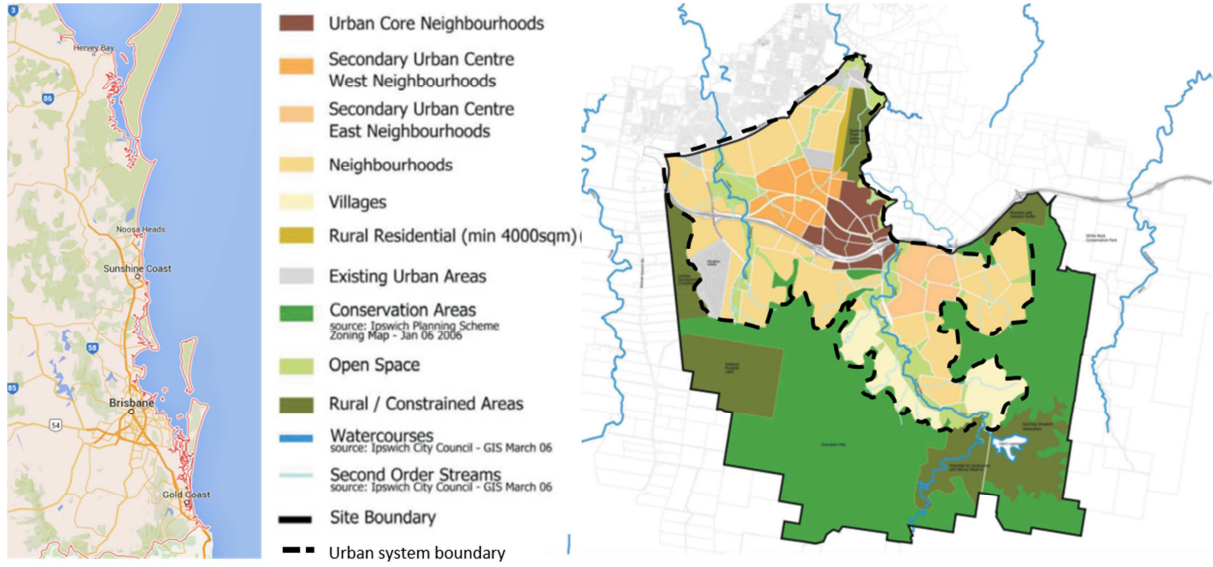 3
Hervey Bay
86
Noosa Heads
Sunshine Coast
58
85
Brisbane
54
Gold Coast
Urban Core Neighbourhoods
Secondary Urban Centre
West Neighbourhoods
Secondary Urban Centre
East Neighbourhoods
Neighbourhoods
Villages
Rural Residential (min 4000sqm)(
Existing Urban Areas
Conservation Areas
source: Ipswich Planning Scheme
Zoning Map - Jan 06 2006
Open Space
Rural / Constrained Areas
Watercourses
source: Ipswich City Council - GIS March 06
Second Order Streams
source: Ipswich City Council - GIS March 06
Site Boundary
Urban system boundary